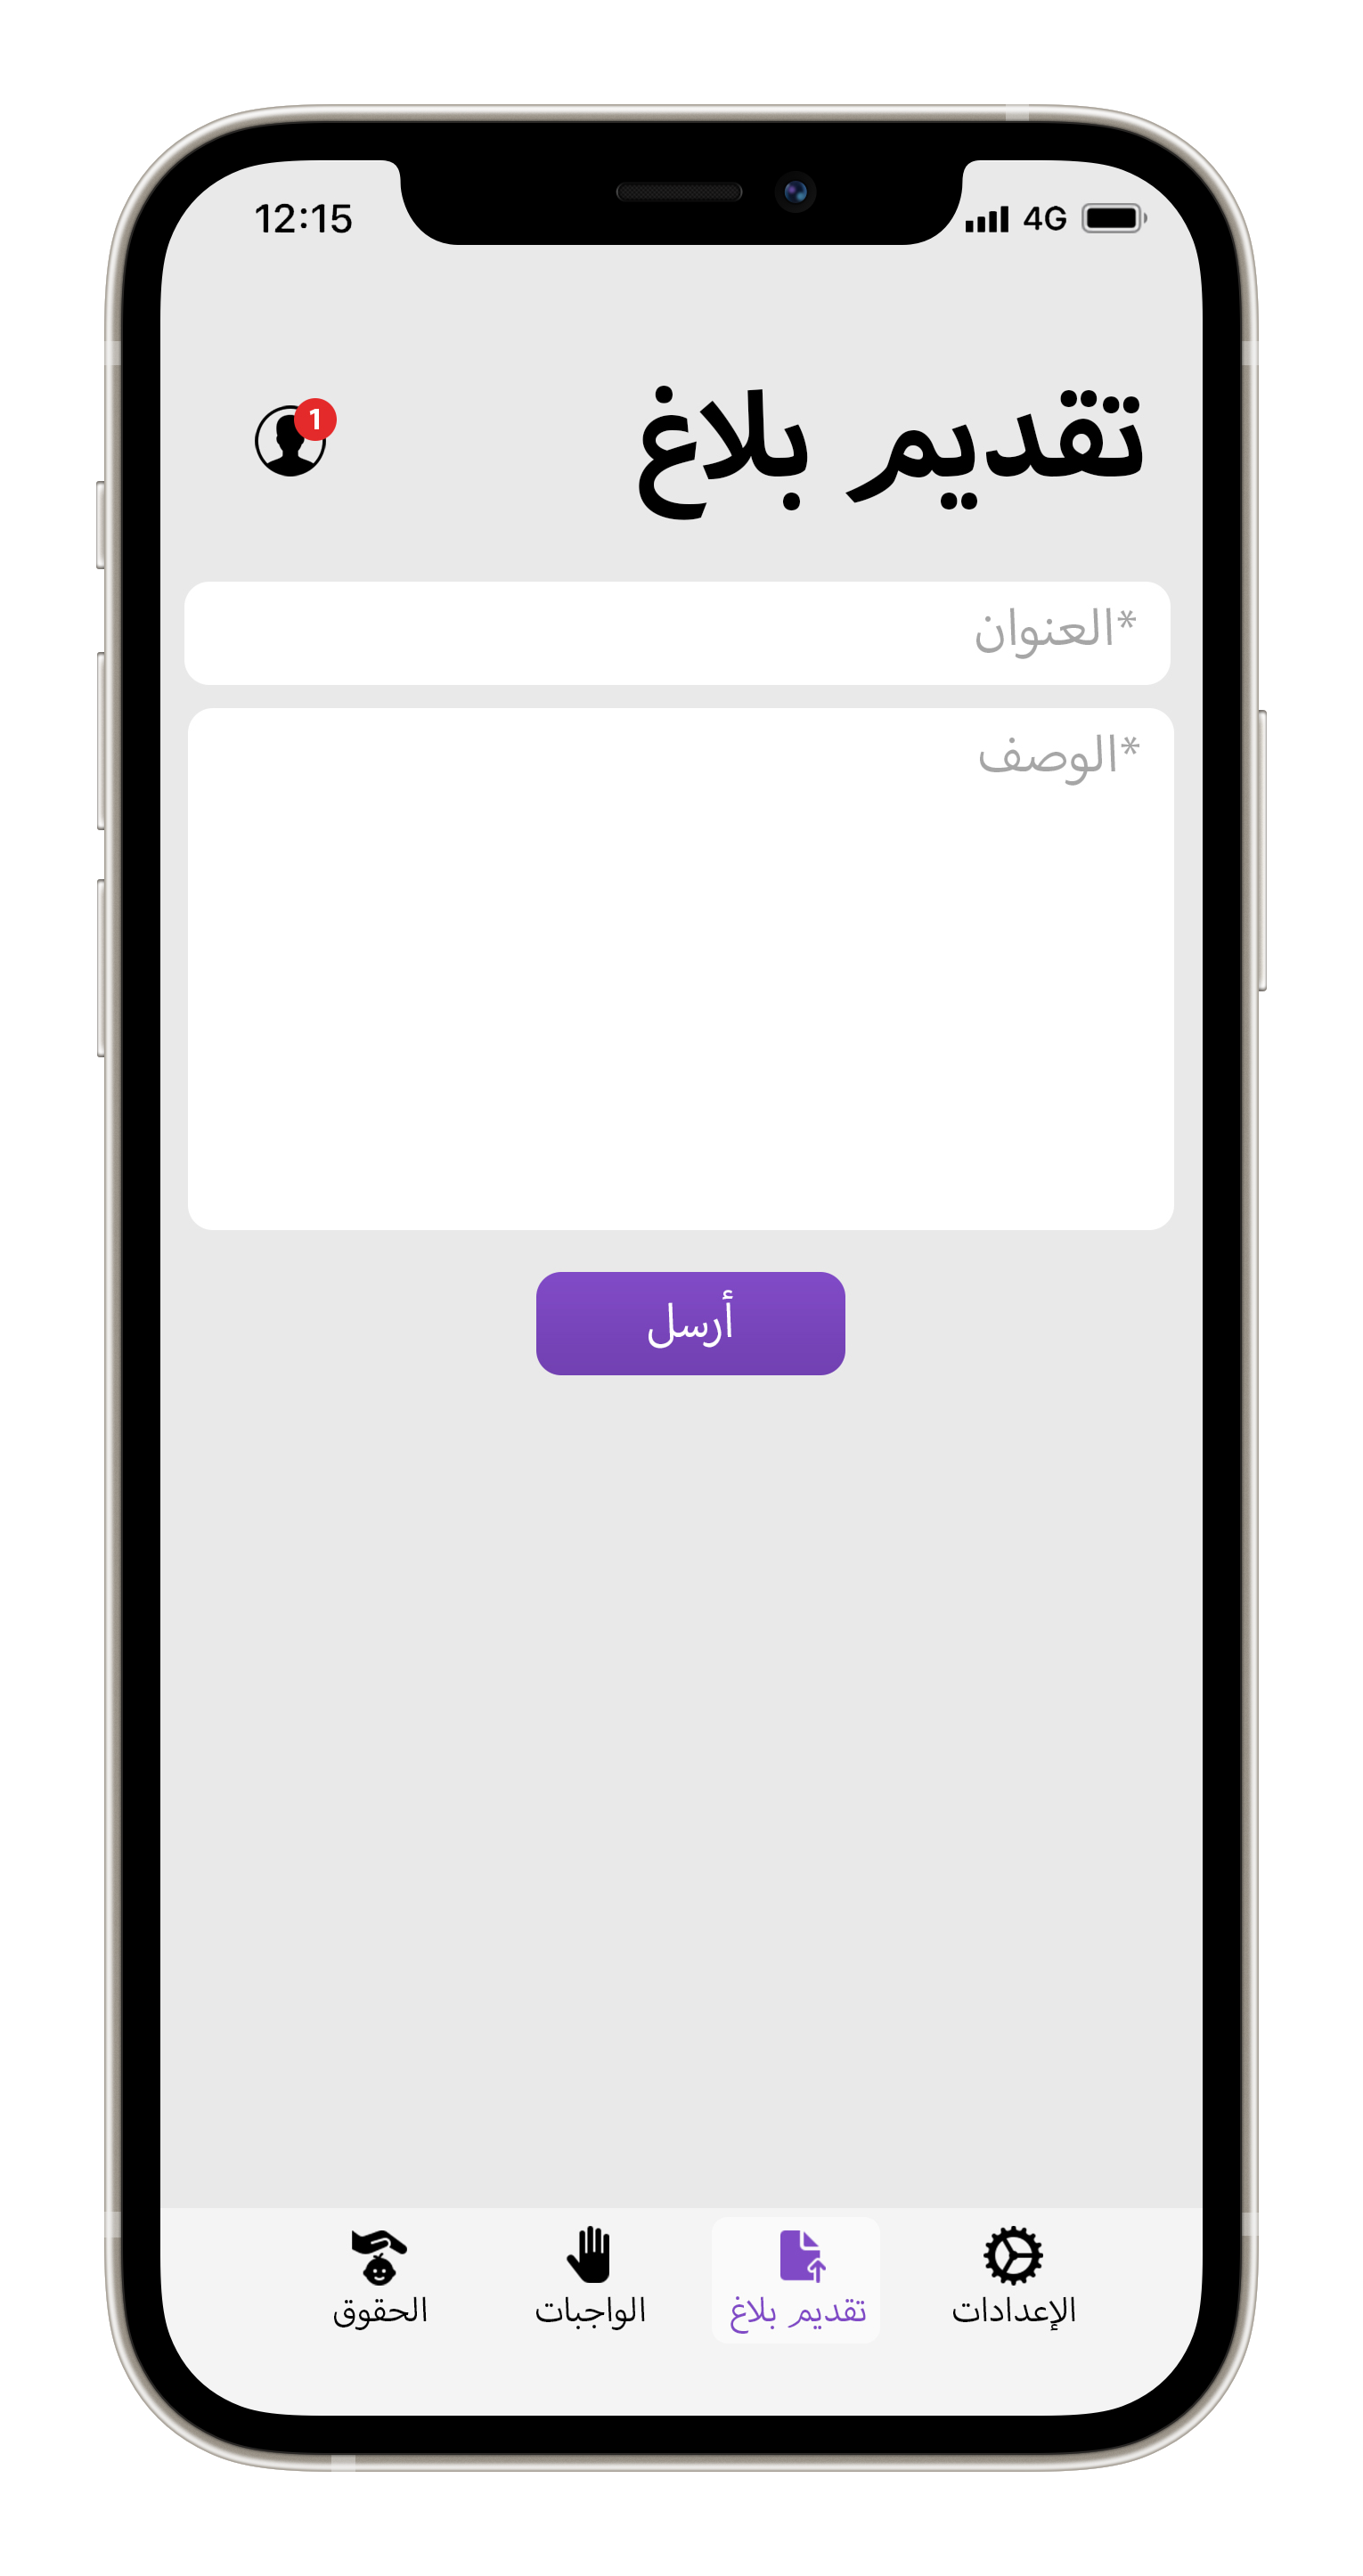 12:15
4G
تقديم بلاغ
1
*العنوان
*الوصف
أرسل
الإعدادات
تقديم بلاغ
الواجبات
الحقوق